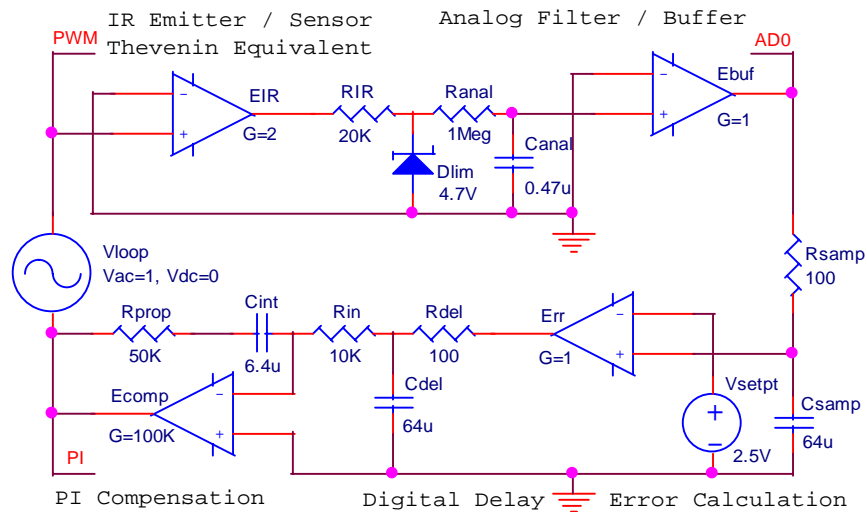 IR Emitter / Sensor
Thevenin Equivalent
Analog Filter / Buffer
PWM
AD0
EIR
G=2
RIR
20K
Ranal
1Meg
Canal
0.47u
Dlim
4.7V
Ebuf
G=1
Vloop
Vac=1, Vdc=0
Rsamp
100
Rprop
50K
Cint
6.4u
Rin
10K
Rdel
100
Err
G=1
Ecomp
G=100K
Cdel
64u
Vsetpt
2.5V
Csamp
64u
PI
PI Compensation
Digital Delay
Error Calculation